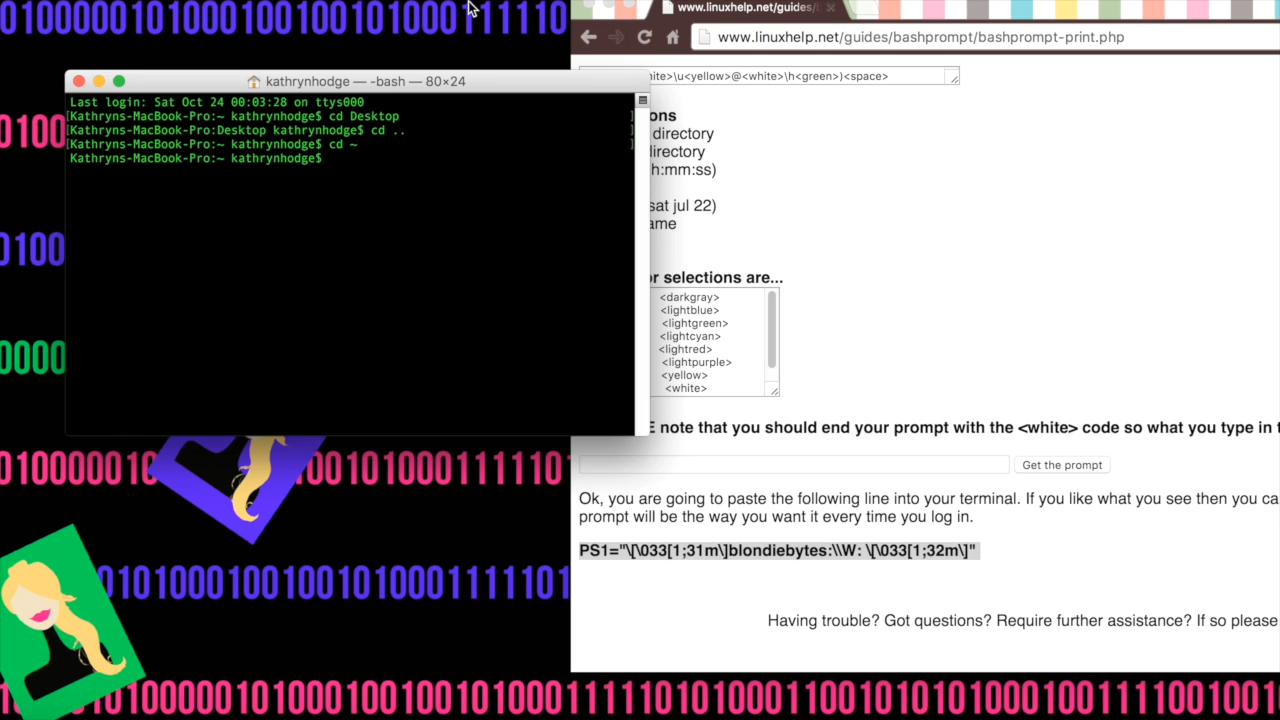 01000001010001000001010001111101
kathrynhodge — -bash — 80×24
Last login: Sat Oct 24 00:03:28 on ttys000
[Kathryns-MacBook-Pro:~ kathrynhodge$ cd Desktop ]
[Kathryns-MacBook-Pro:Desktop kathrynhodge$ cd .. ]
[Kathryns-MacBook-Pro:~ kathrynhodge$ cd ~ ]
Kathryns-MacBook-Pro:~ kathrynhodge$
www.linuxhelp.net/guides/
www.linuxhelp.net/guides/bashprompt/bashprompt-print.php
ite>\u<yellow>@<white>\h<green>)<space>
ons
directory
directory
h:mm:ss)
sat jul 22)
ame
r selections are...
<darkgray>
<lightblue>
<lightgreen>
<lightcyan>
<lightred>
<lightpurple>
<yellow>
<white>
E note that you should end your prompt with the <white> code so what you type in t
Get the prompt
Ok, you are going to paste the following line into your terminal. If you like what you see then you ca
prompt will be the way you want it every time you log in.
PS1="\[\033[1;31m\]blondiebytes:\\W: \[\033[1;32m\]"
Having trouble? Got questions? Require further assistance? If so please